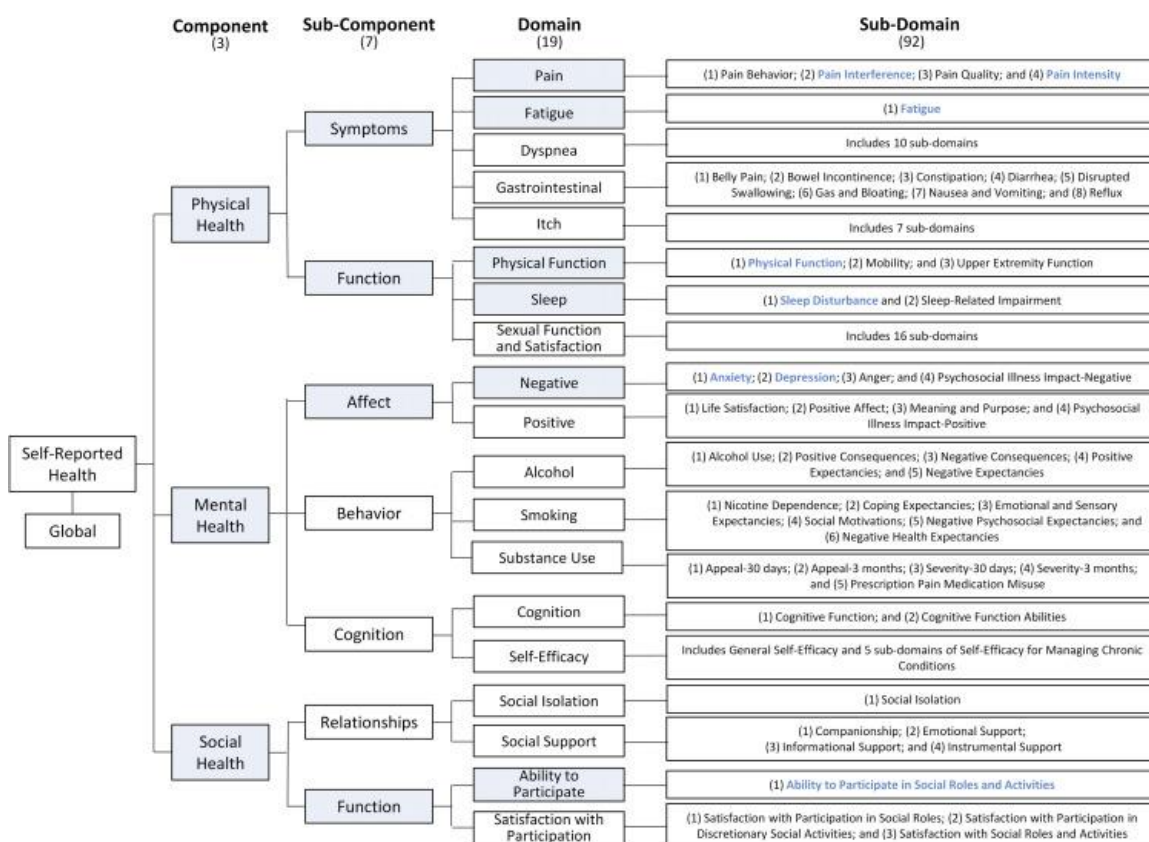 Component
(3)
Sub-Component
(7)
Domain
(19)
Sub-Domain
(92)
Self-Reported
Health
Global
Physical
Health
Symptoms
Pain
(1) Pain Behavior; (2) Pain Interference; (3) Pain Quality; and (4) Pain Intensity
Fatigue
(1) Fatigue
Dyspnea
Includes 10 sub-domains
Gastrointestinal
(1) Belly Pain; (2) Bowel Incontinence; (3) Constipation; (4) Diarrhea; (5) Disrupted
Swallowing; (6) Gas and Bloating; (7) Nausea and Vomiting; and (8) Reflux
Itch
Includes 7 sub-domains
Function
Physical Function
(1) Physical Function; (2) Mobility; and (3) Upper Extremity Function
Sleep
(1) Sleep Disturbance and (2) Sleep-Related Impairment
Sexual Function
and Satisfaction
Includes 16 sub-domains
Mental
Health
Affect
Negative
(1) Anxiety; (2) Depression; (3) Anger; and (4) Psychosocial Illness Impact-Negative
Positive
(1) Life Satisfaction; (2) Positive Affect; (3) Meaning and Purpose; and (4) Psychosocial
Illness Impact-Positive
Behavior
Alcohol
(1) Alcohol Use; (2) Positive Consequences; (3) Negative Consequences; (4) Positive
Expectancies; and (5) Negative Expectancies
Smoking
(1) Nicotine Dependence; (2) Coping Expectancies; (3) Emotional and Sensory
Expectancies; (4) Social Motivations; (5) Negative Psychosocial Expectancies; and
(6) Negative Health Expectancies
Substance Use
(1) Appeal-30 days; (2) Appeal-3 months; (3) Severity-30 days; (4) Severity-3 months;
and (5) Prescription Pain Medication Misuse
Cognition
Cognition
(1) Cognitive Function; and (2) Cognitive Function Abilities
Self-Efficacy
Includes General Self-Efficacy and 5 sub-domains of Self-Efficacy for Managing Chronic
Conditions
Social
Health
Relationships
Social Isolation
(1) Social Isolation
Social Support
(1) Companionship; (2) Emotional Support;
(3) Informational Support; and (4) Instrumental Support
Function
Ability to
Participate
(1) Ability to Participate in Social Roles and Activities
Satisfaction with
Participation
(1) Satisfaction with Participation in Social Roles; (2) Satisfaction with Participation in
Discretionary Social Activities; and (3) Satisfaction with Social Roles and Activities